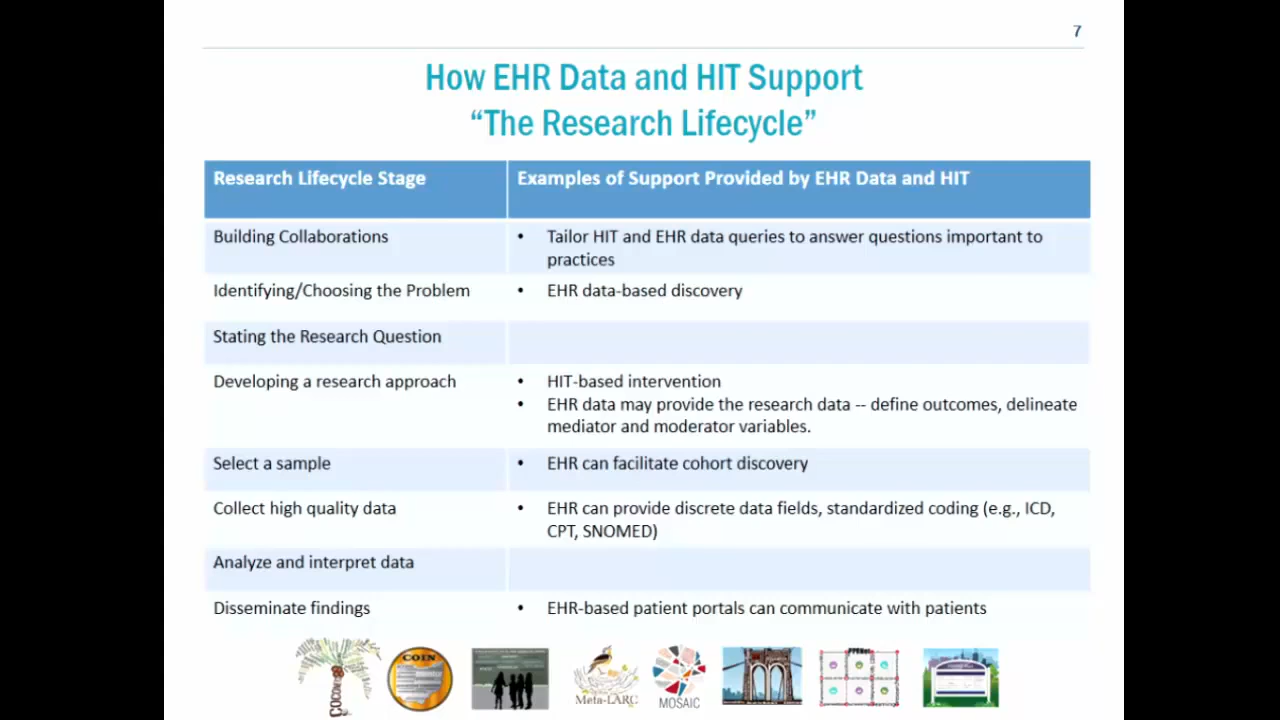 7
How EHR Data and HIT Support
“The Research Lifecycle”
Research Lifecycle Stage
Examples of Support Provided by EHR Data and HIT
Building Collaborations
• Tailor HIT and EHR data queries to answer questions important to
practices
Identifying/Choosing the Problem
• EHR data-based discovery
Stating the Research Question
Developing a research approach
• HIT-based intervention
• EHR data may provide the research data -- define outcomes, delineate
mediator and moderator variables.
Select a sample
• EHR can facilitate cohort discovery
Collect high quality data
• EHR can provide discrete data fields, standardized coding (e.g., ICD,
CPT, SNOMED)
Analyze and interpret data
Disseminate findings
• EHR-based patient portals can communicate with patients
COIN
Meta-LARC
MOSAIC
PPRNet